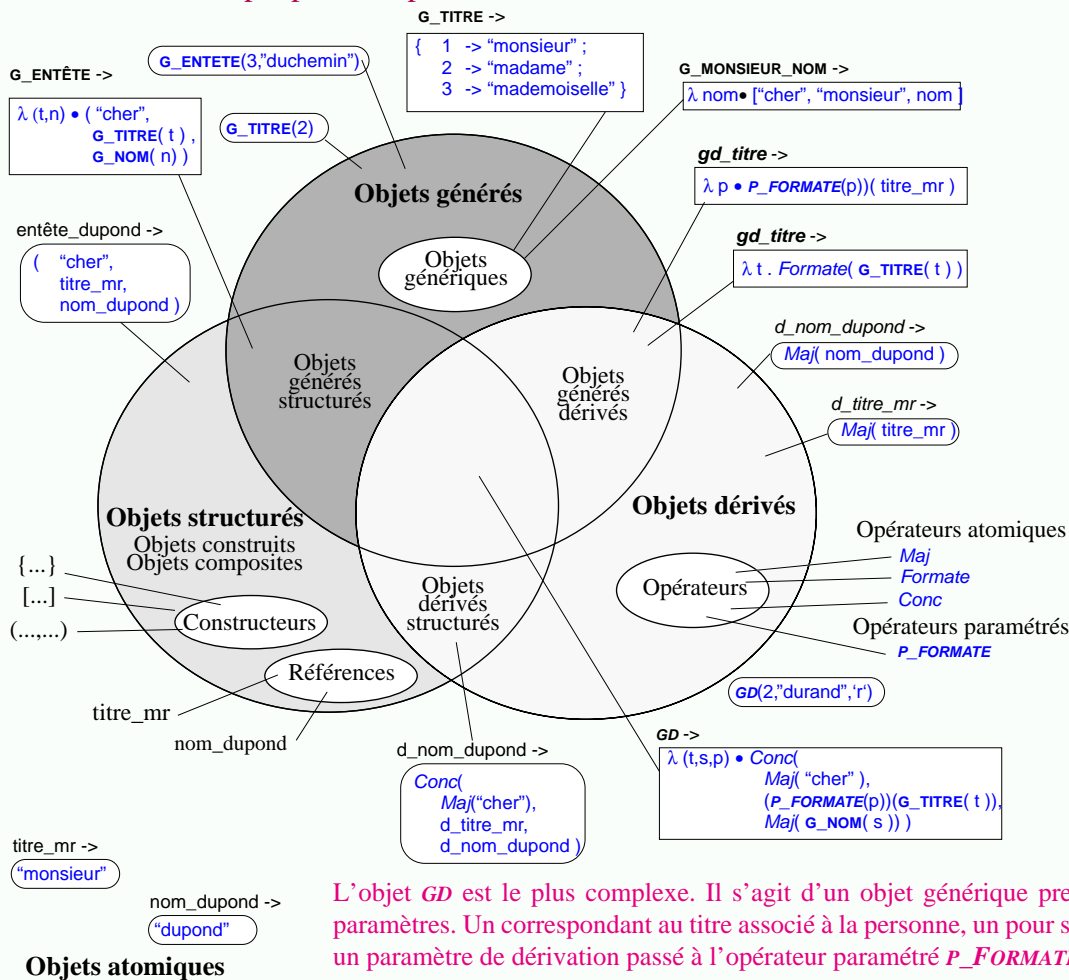 G_TITRE ->
{ 1 -> “monsieur” ;
2 -> “madame” ;
3 -> “mademoiselle” }
G_ENTETE(3,”duchemin”)
G_ENTÊTE ->
λ (t,n) • ( “cher”,
G_TITRE( t ) ,
G_NOM( n) )
G_TITRE(2)
G_MONSIEUR_NOM ->
λ nom• [“cher”, “monsieur”, nom ]
gd_titre ->
λ p • P_FORMATE(p))( titre_mr )
gd_titre ->
λ t . Formate( G_TITRE( t ) )
Objets générés
Objets
génériques
entête_dupond ->
( “cher”,
titre_mr,
nom_dupond )
d_nom_dupond ->
Maj( nom_dupond )
d_titre_mr ->
Maj( titre_mr )
Objets
générés
structurés
Objets
générés
dérivés
Objets structurés
Objets construits
Objets composites
Objets dérivés
{...}
[...]
(...,...)
Constructeurs
Références
titre_mr
nom_dupond
Objets
dérivés
structurés
Opérateurs
Opérateurs atomiques
Maj
Formate
Conc
Opérateurs paramétrés
P_FORMATE
GD(2,”durand”,‘r’)
d_nom_dupond ->
Conc(
Maj(“cher”),
d_titre_mr,
d_nom_dupond )
GD ->
λ (t,s,p) • Conc(
Maj( “cher” ),
(P_FORMATE(p))(G_TITRE( t )),
Maj( G_NOM( s )) )
titre_mr ->
“monsieur”
nom_dupond ->
“dupond”
Objets atomiques
L’objet GD est le plus complexe. Il s’agit d’un objet générique pre
paramètres. Un correspondant au titre associé à la personne, un pour s
un paramètre de dérivation passé à l’opérateur paramétré P_FORMATE